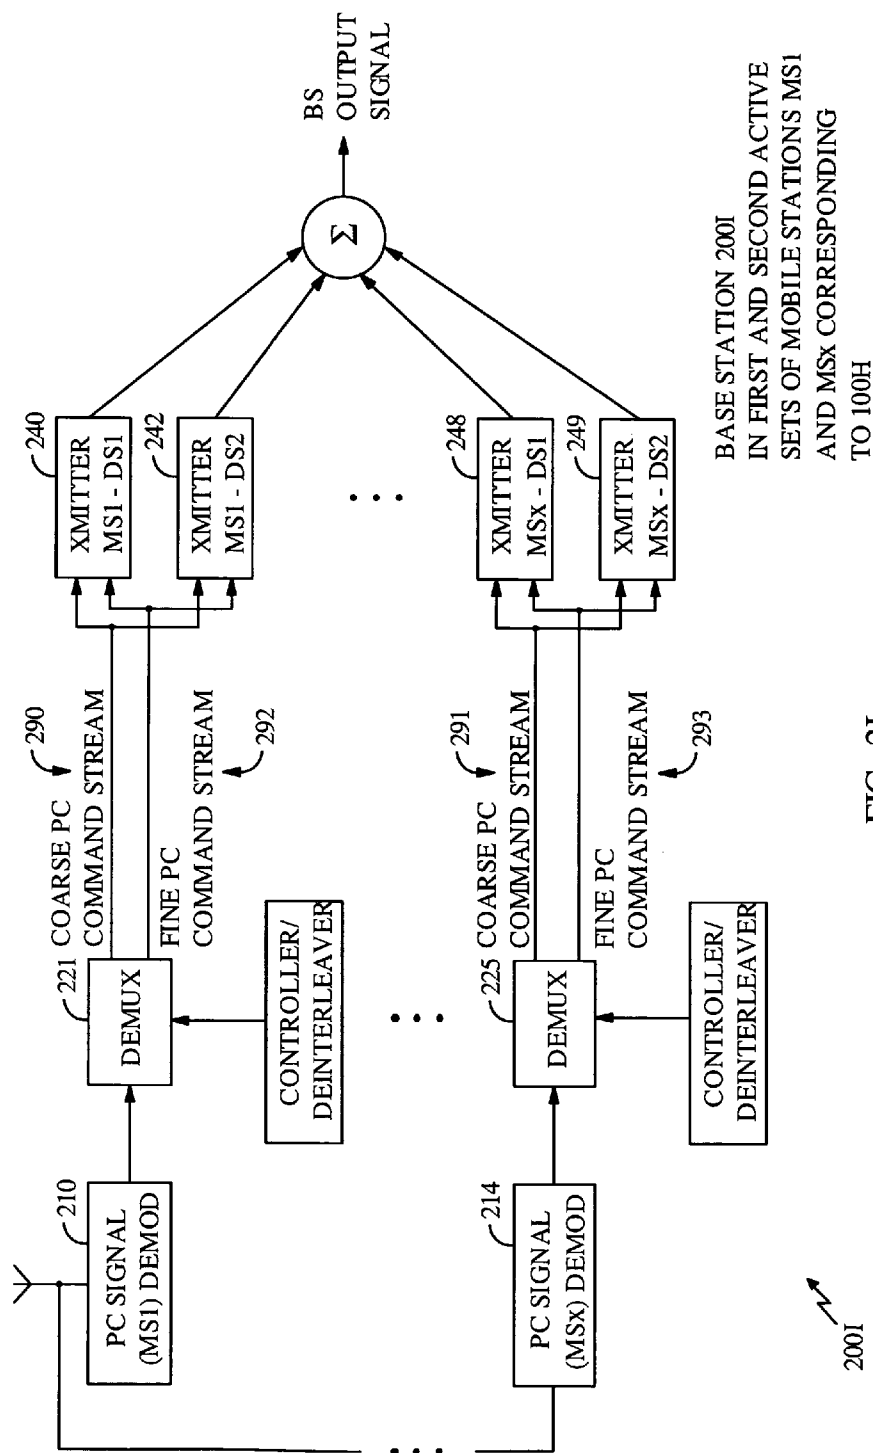 210
PC SIGNAL
(MS1) DEMOD
221
DEMUX
CONTROLLER/
DEINTERLEAVER
290
COARSE PC
COMMAND STREAM
FINE PC
COMMAND STREAM
292
240
XMITTER
MS1 - DS1
242
XMITTER
MS1 - DS2
Σ
BS
OUTPUT
SIGNAL
214
PC SIGNAL
(MSx) DEMOD
225
DEMUX
CONTROLLER/
DEINTERLEAVER
291
COARSE PC
COMMAND STREAM
FINE PC
COMMAND STREAM
293
248
XMITTER
MSx - DS1
249
XMITTER
MSx - DS2
BASE STATION 200I
IN FIRST AND SECOND ACTIVE
SETS OF MOBILE STATIONS MS1
AND MSx CORRESPONDING
TO 100H
200I